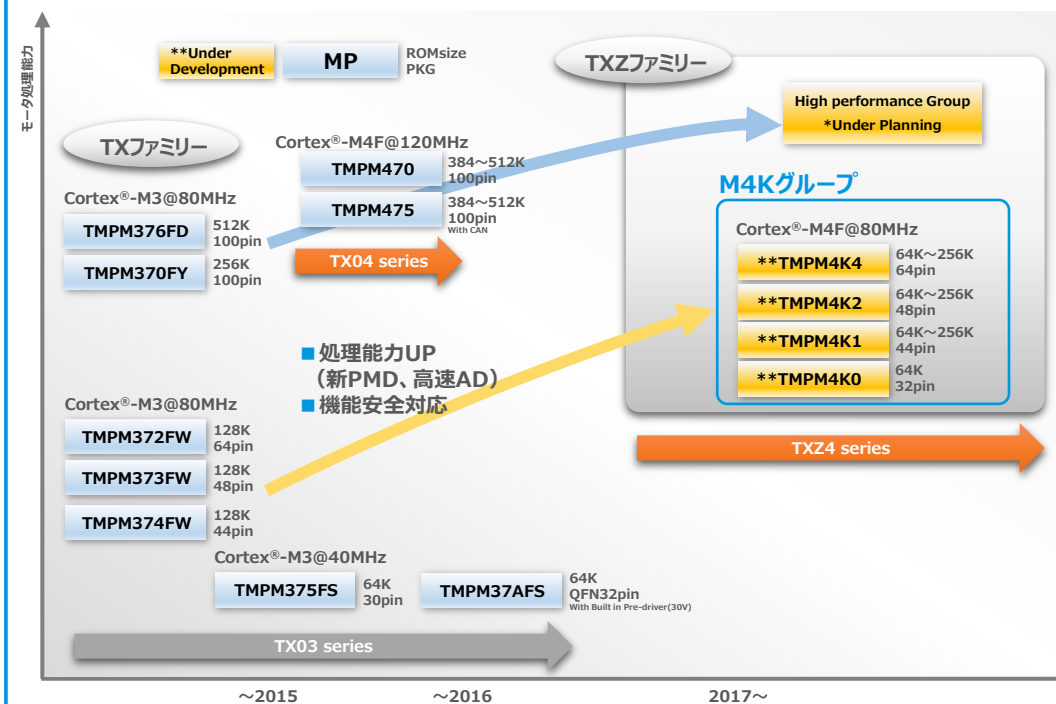 モータ処理能力
**Under
Development
MP
ROMsize
PKG
TXZファミリー
High performance Group
*Under Planning
TXファミリー
Cortex®-M4F@120MHz
TMPM470
384～512K
100pin
TMPM475
384～512K
100pin
With CAN
TX04 series
Cortex®-M3@80MHz
TMPM376FD
512K
100pin
TMPM370FY
256K
100pin
M4Kグループ
Cortex®-M4F@80MHz
**TMPM4K4
64K～256K
64pin
**TMPM4K2
64K～256K
48pin
**TMPM4K1
64K～256K
44pin
**TMPM4K0
64K
32pin
■処理能力UP
（新PMD、高速AD）
■機能安全対応
TXZ4 series
Cortex®-M3@80MHz
TMPM372FW
128K
64pin
TMPM373FW
128K
48pin
TMPM374FW
128K
44pin
Cortex®-M3@40MHz
TMPM375FS
64K
30pin
TMPM37AFS
64K
QFN32pin
With Built in Pre-driver(30V)
TX03 series
～2015
～2016
2017～